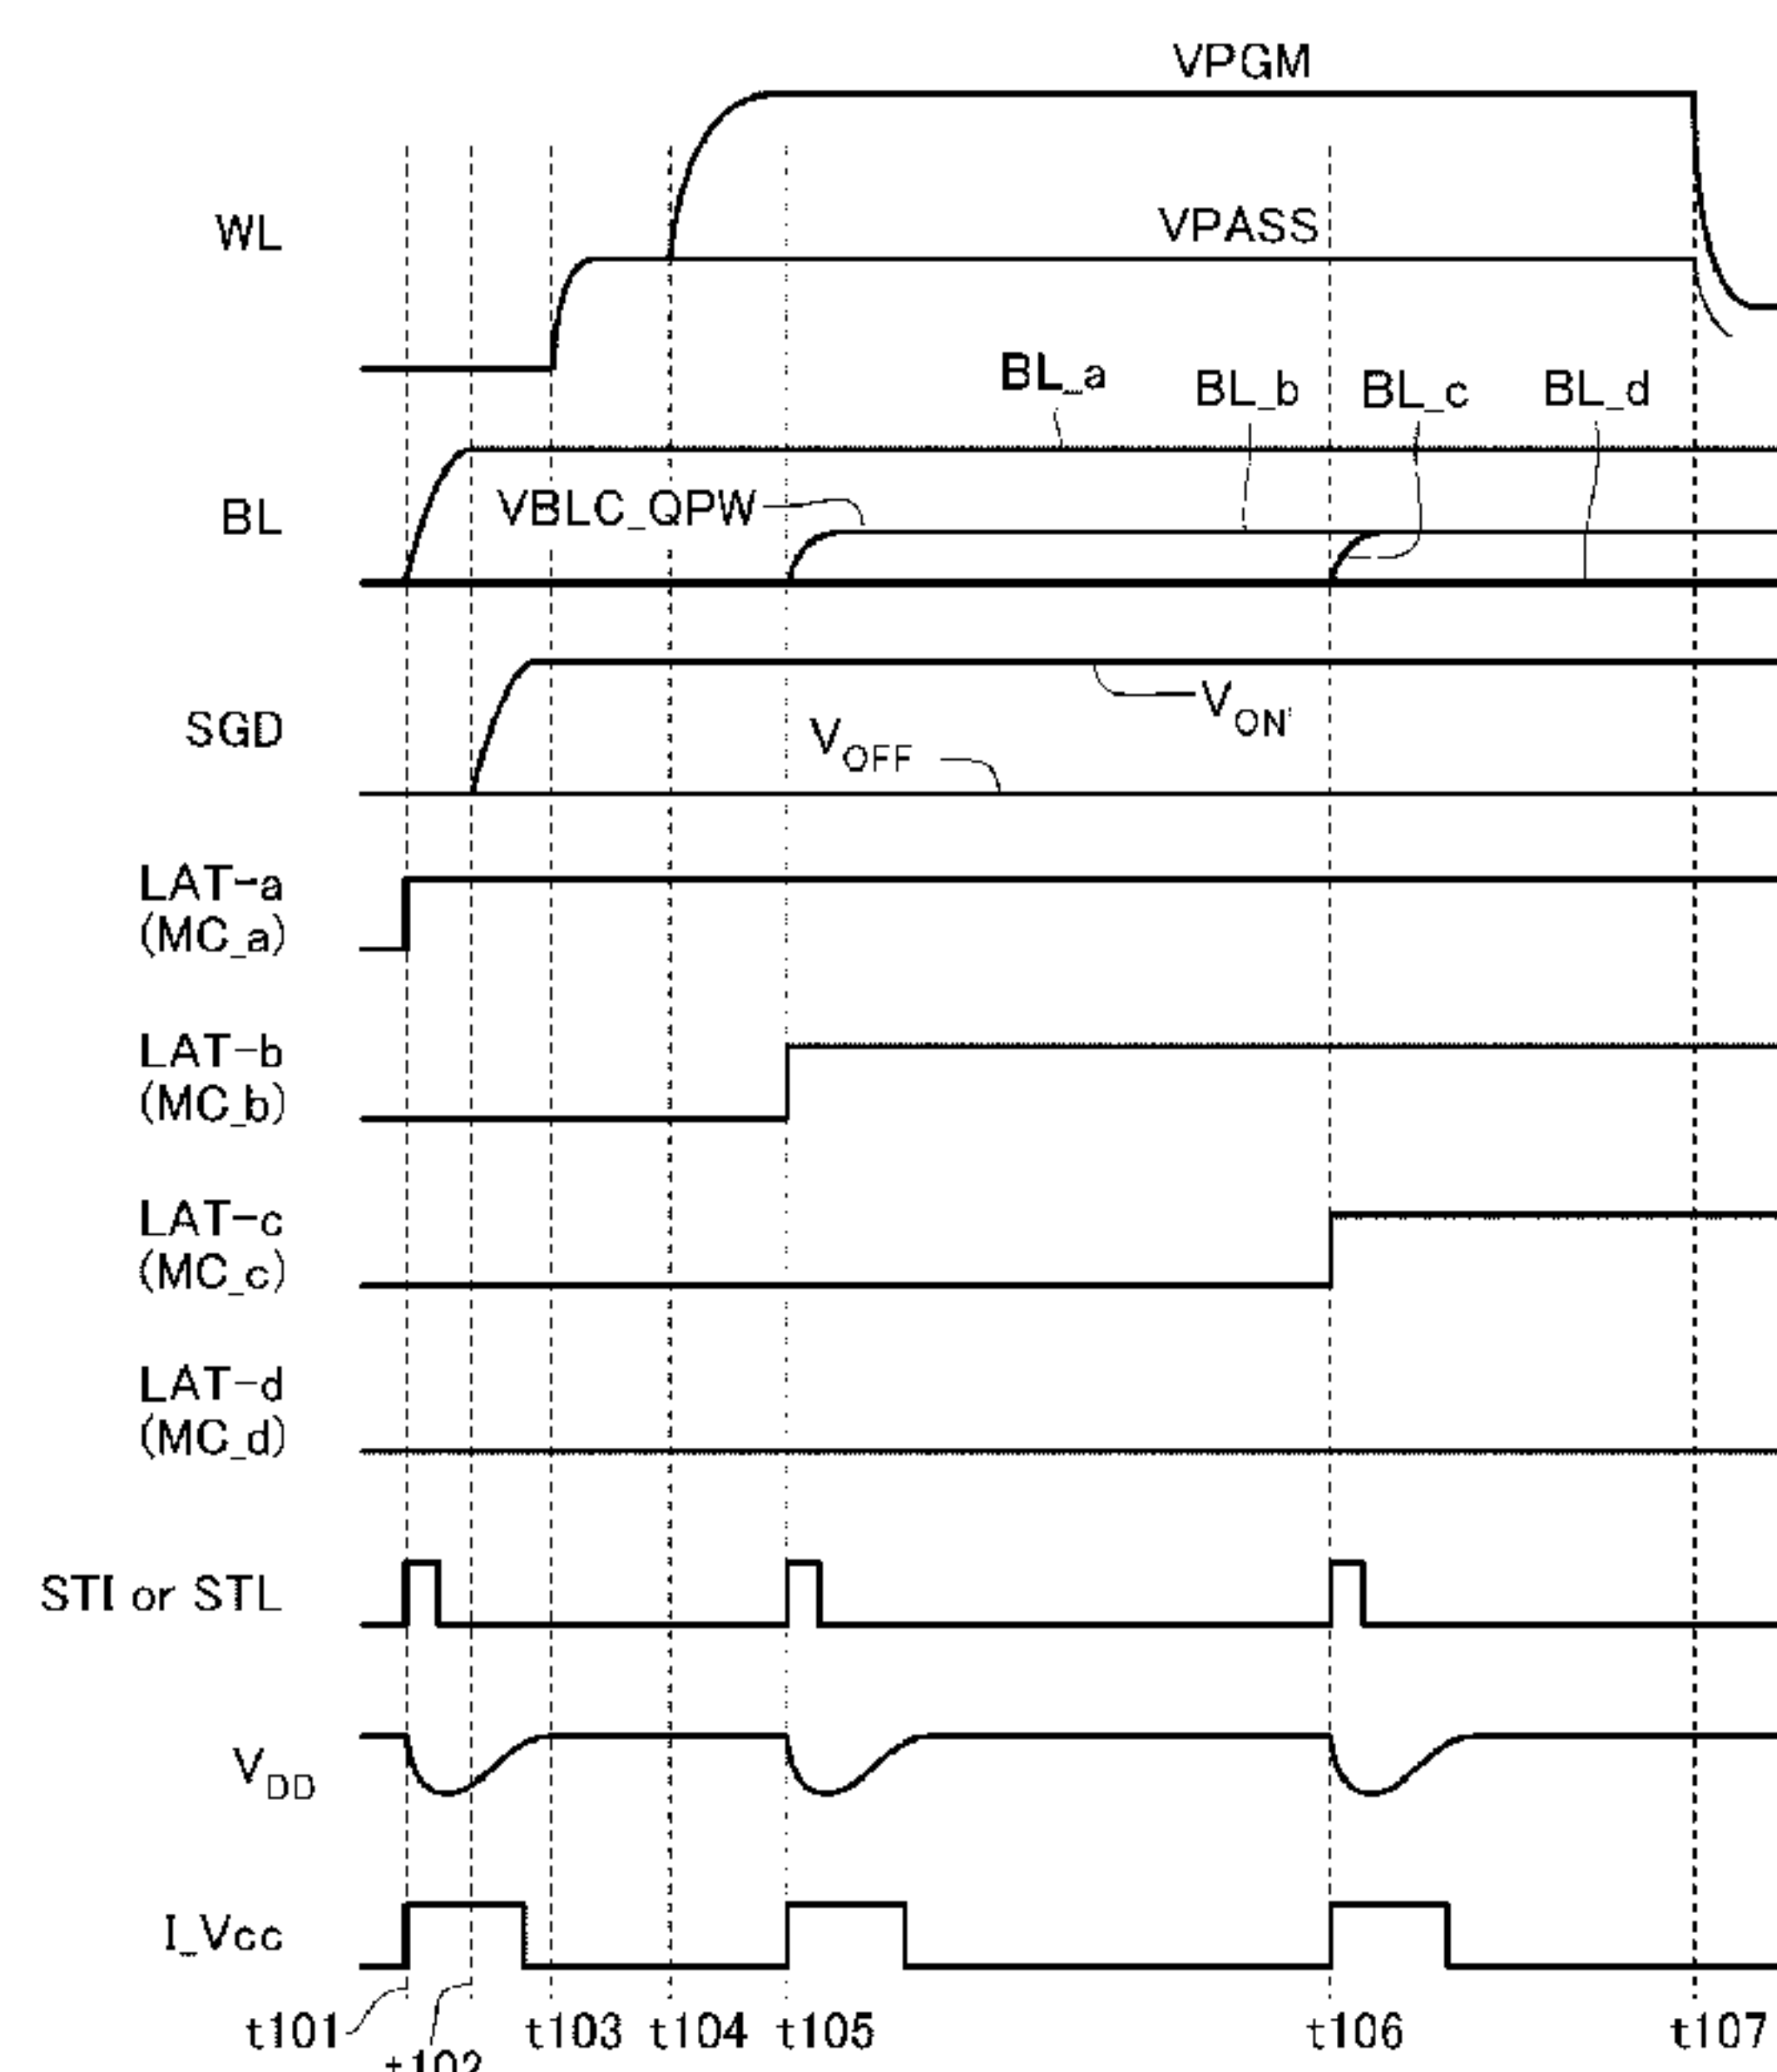 VPGM
WL
VPASS
BL_a
BL_b
BL_c
BL_d
BL
VBLC_QPW
SGD
VON'
VOFF
LAT-a
(MC_a)
LAT-b
(MC_b)
LAT-c
(MC_c)
LAT-d
(MC_d)
STI or STL
VDD
I_Vcc
t101
t102
t103
t104
t105
t106
t107